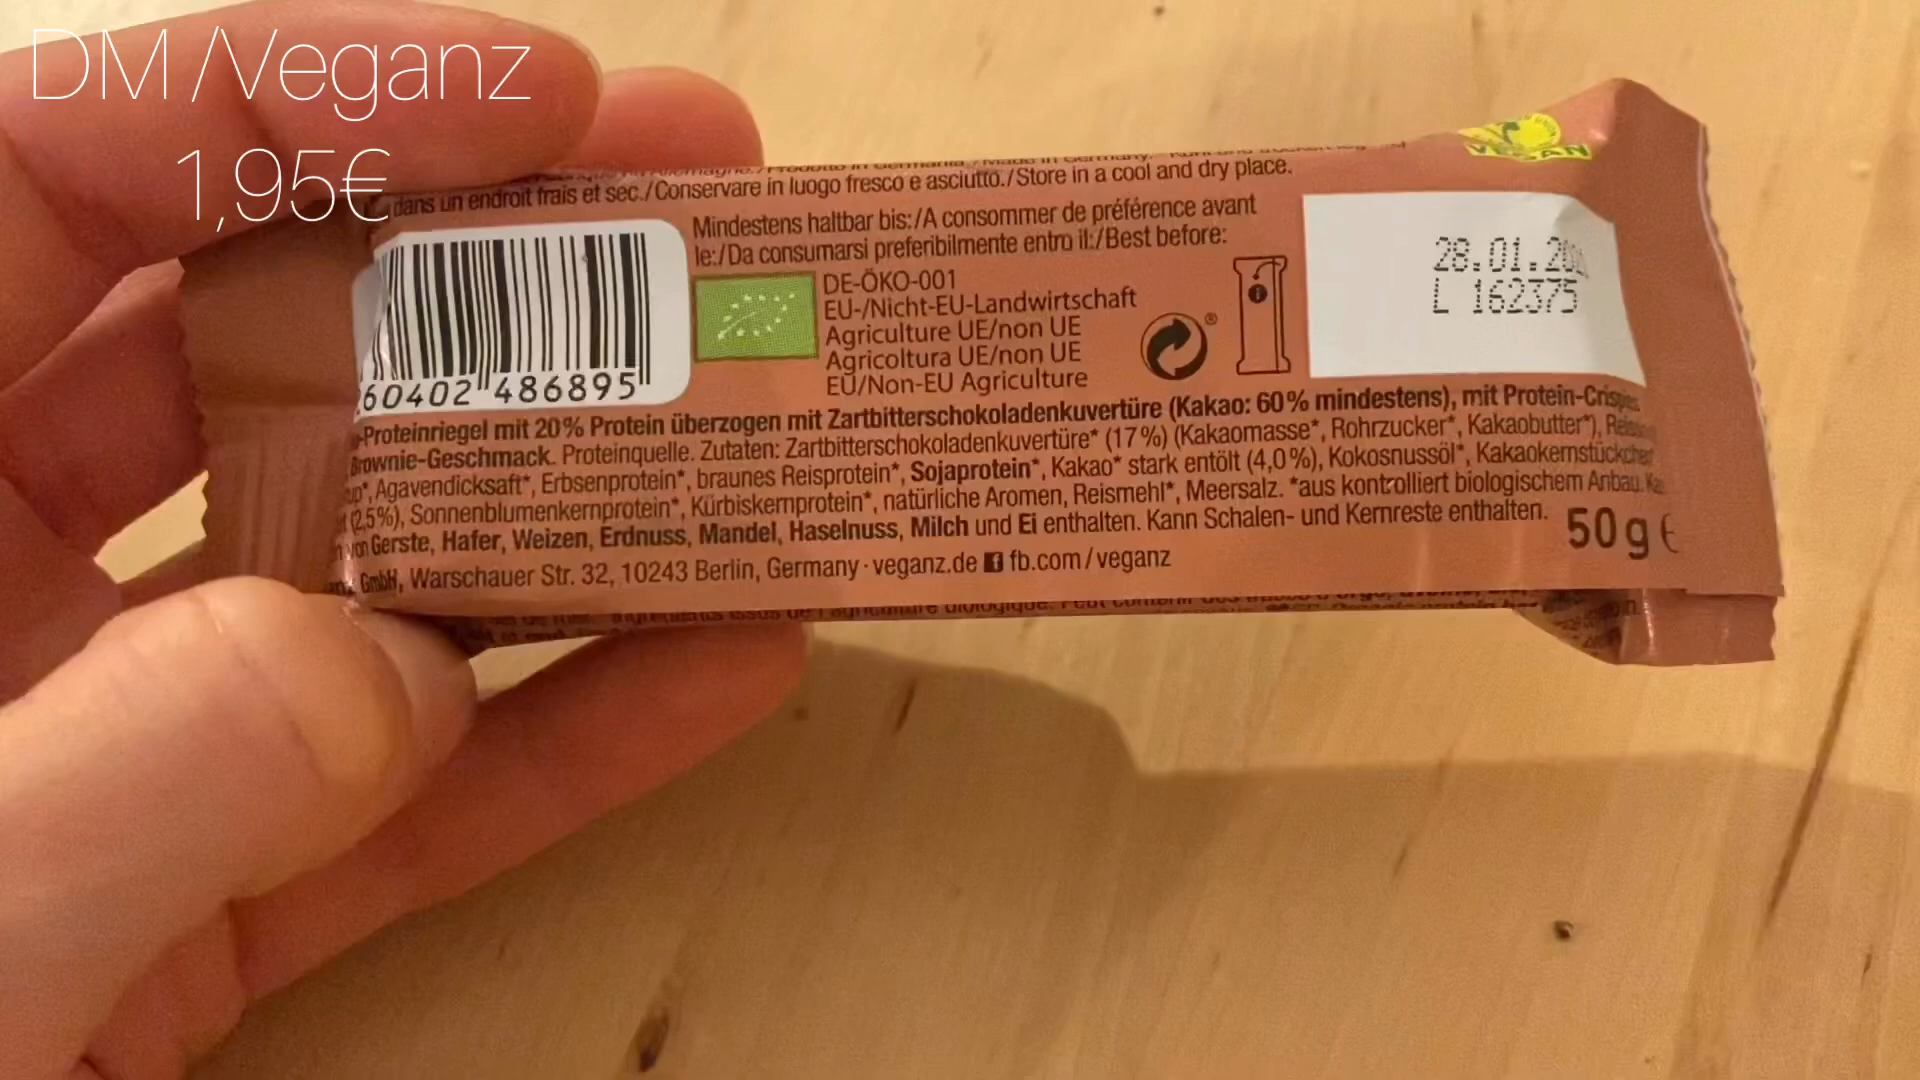 DM /Veganz
1,95€
VEGAN
dans un endroit frais et sec./Conservare in luogo fresco e asciutto./Store in a cool and dry place.
Mindestens haltbar bis:/A consommer de préférence avant
le:/Da consumarsi preferibilmente entro il:/Best before:
28.01.20
L 162375
DE-ÖKO-001
EU-/Nicht-EU-Landwirtschaft
Agriculture UE/non UE
Agricoltura UE/non UE
EU/Non-EU Agriculture
60402 486895
-Proteinriegel mit 20% Protein überzogen mit Zartbitterschokoladenkuvertüre (Kakao: 60% mindestens), mit Protein-Crispies
Brownie-Geschmack. Proteinquelle. Zutaten: Zartbitterschokoladenkuvertüre* (17%) (Kakaomasse*, Rohrzucker*, Kakaobutter*),
Agavendicksaft*, Erbsenprotein*, braunes Reisprotein*, Sojaprotein*, Kakao* stark entölt (4,0%), Kokosnussöl*, Kakaokernstückchen
(2,5%), Sonnenblumenkernprotein*, Kürbiskernprotein*, natürliche Aromen, Reismehl*, Meersalz. *aus kontrolliert biologischem Anbau.
von Gerste, Hafer, Weizen, Erdnuss, Mandel, Haselnuss, Milch und Ei enthalten. Kann Schalen- und Kernreste enthalten.
50 g e
GmbH, Warschauer Str. 32, 10243 Berlin, Germany · veganz.de f fb.com/veganz